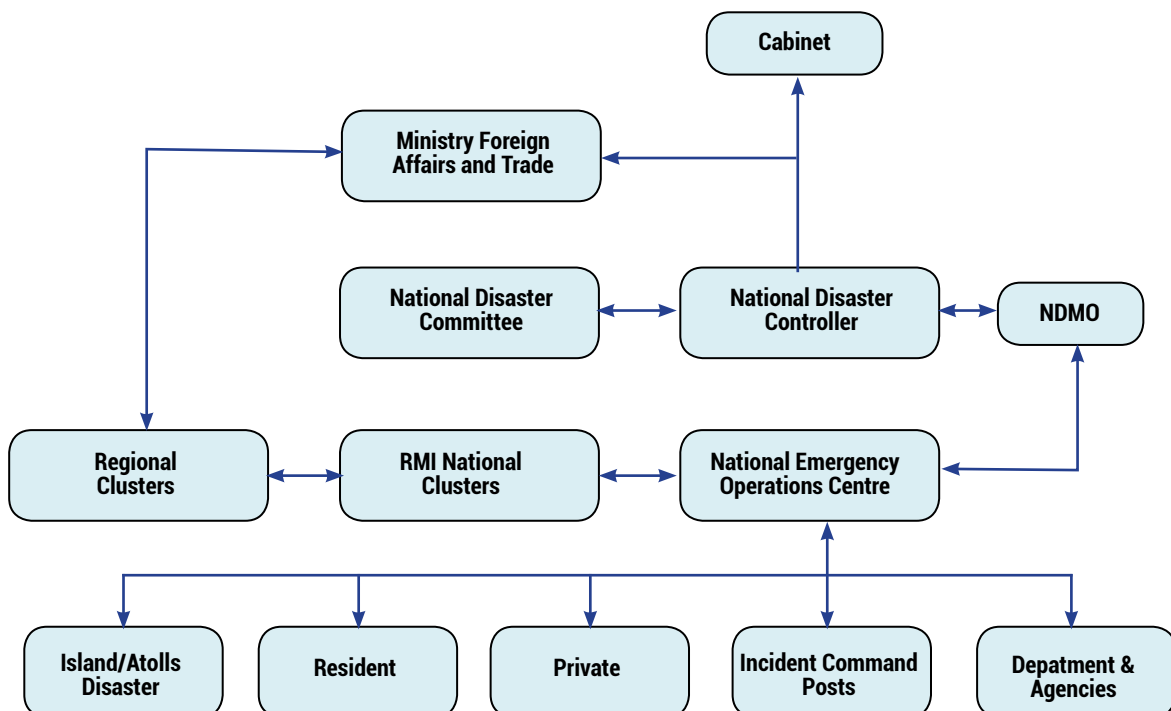 Cabinet
Ministry Foreign
Affairs and Trade
National Disaster
Committee
National Disaster
Controller
NDMO
Regional
Clusters
RMI National
Clusters
National Emergency
Operations Centre
Island/Atolls
Disaster
Resident
Private
Incident Command
Posts
Depatment &
Agencies